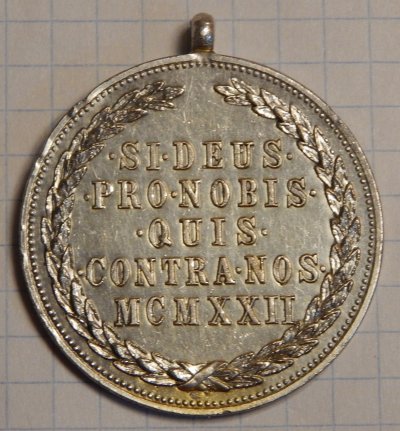 ·SI·DEUS·
·PRO·NOBIS·
·QUIS·
·CONTRA·NOS·
MCMXXII